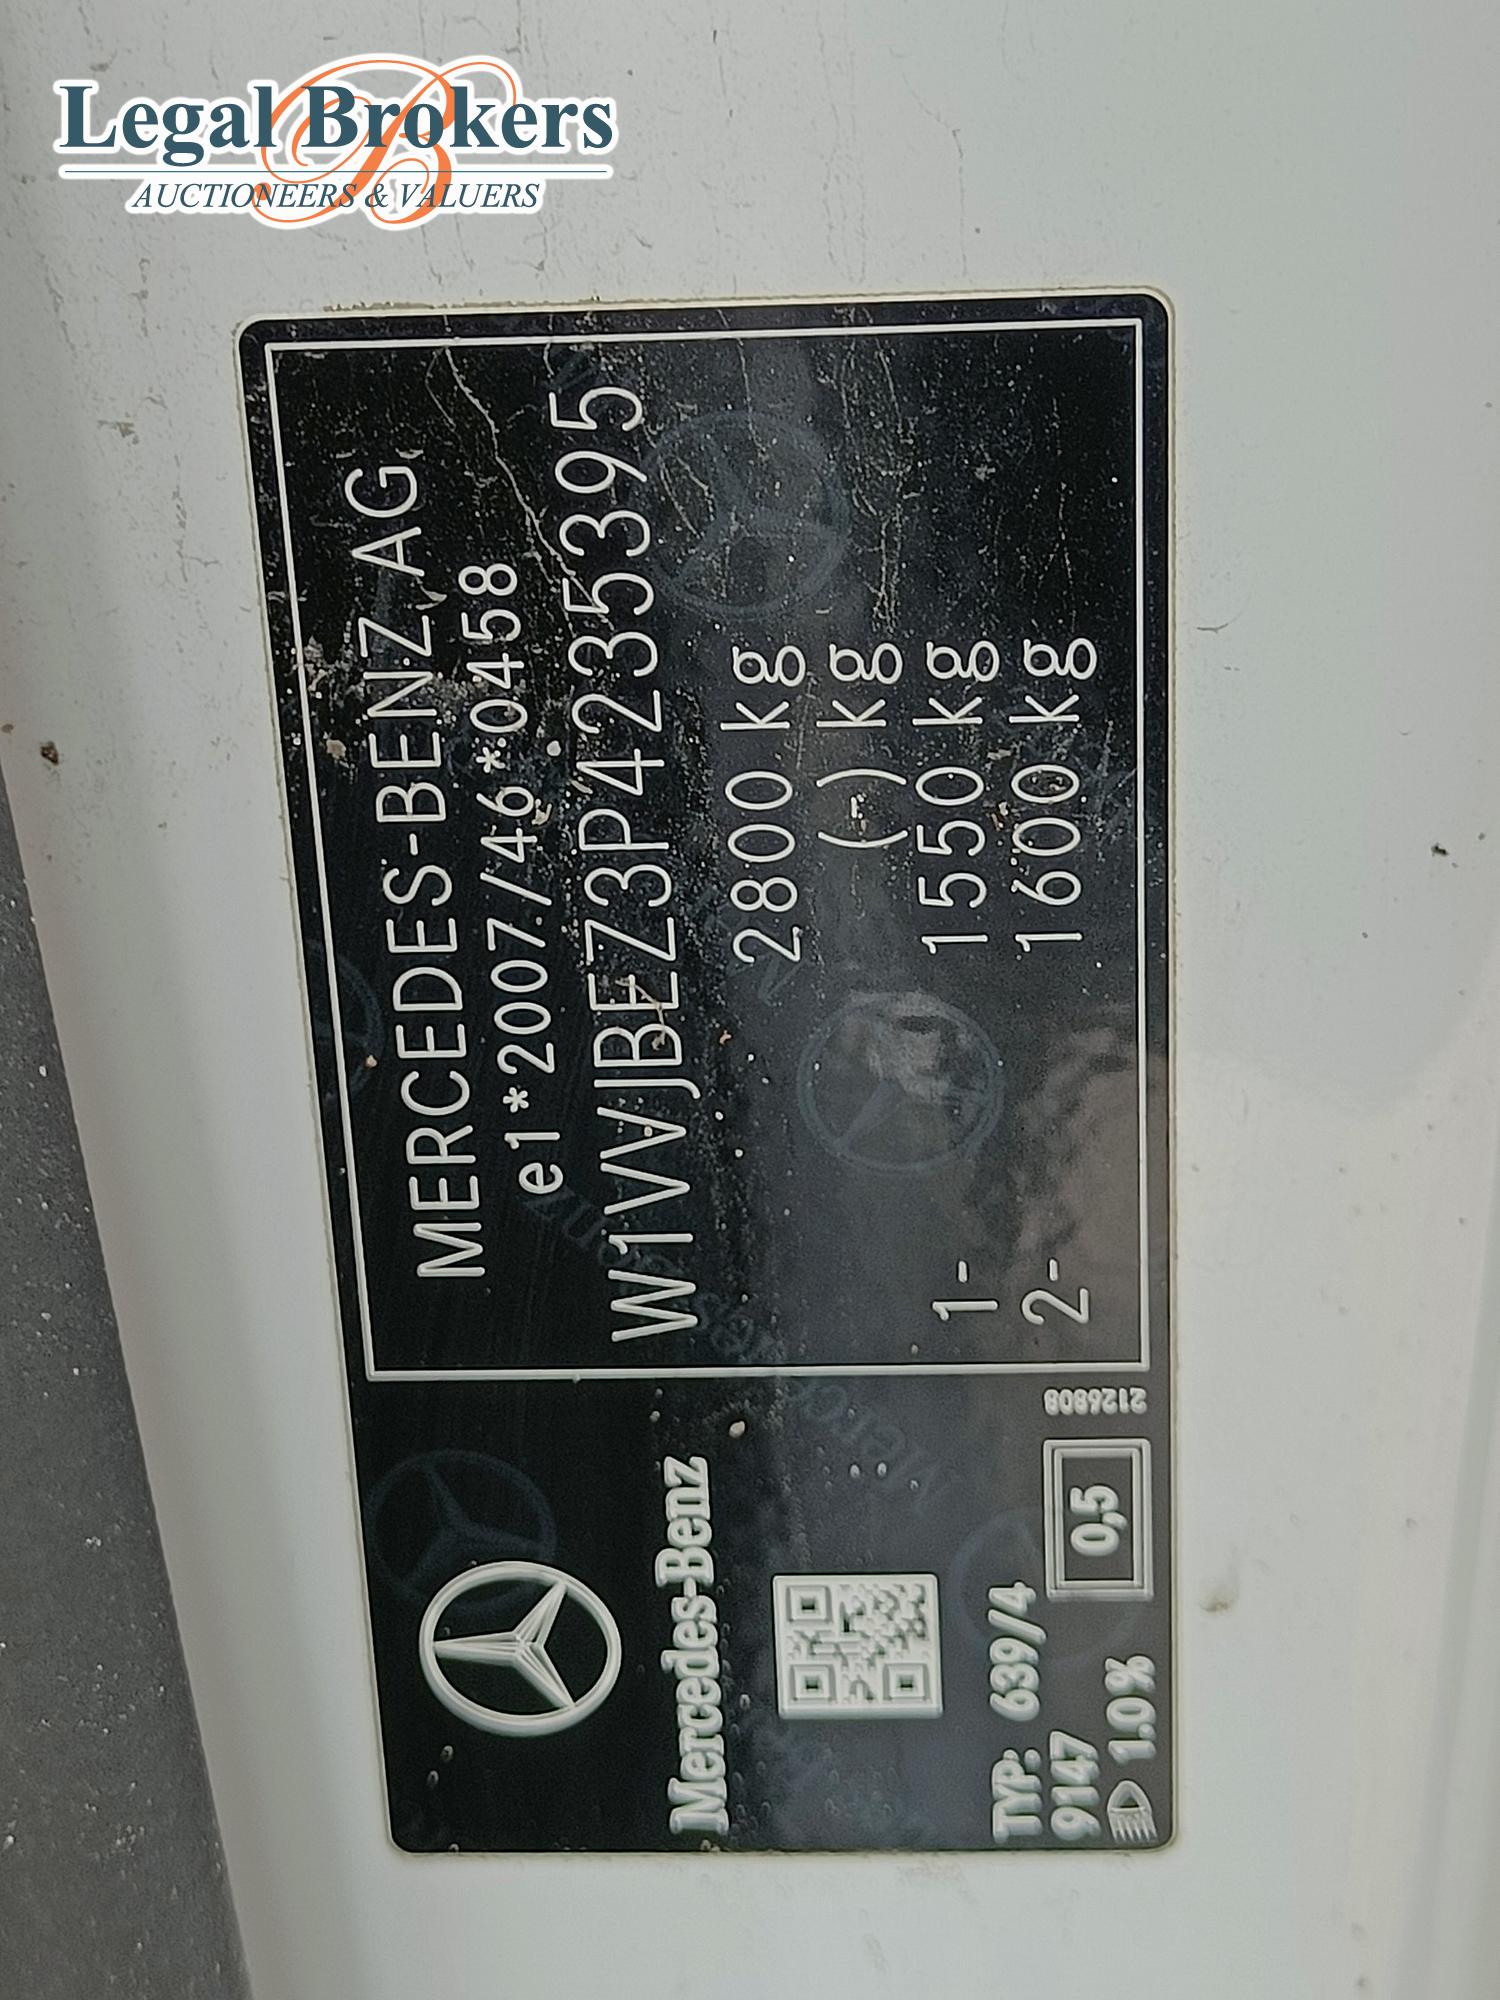 Legal Brokers
AUCTIONEERS & VALUERS
MERCEDES-BENZ AG
e1*2007/46*0458
W1VVJBEZ3P4235395
2800 kg
( - ) kg
1- 1550 kg
2- 1600 kg
Mercedes-Benz
TYP: 639/4
9147
1.0 %
0,5
2126808